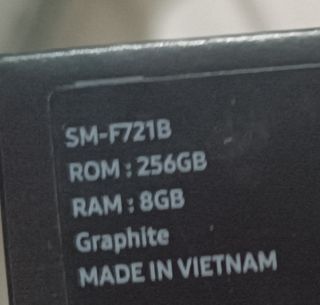 SM-F721B
ROM : 256GB
RAM : 8GB
Graphite
MADE IN VIETNAM